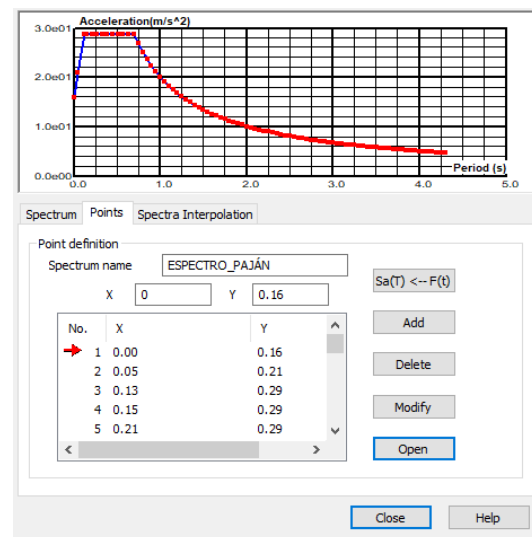 Acceleration(m/s^2)
3.0e01
2.0e01
1.0e01
0.0e00
Period (s)
0.0 1.0 2.0 3.0 4.0 5.0
Spectrum Points Spectra Interpolation
Point definition
Spectrum name ESPECTRO_PAJÁN
X 0 Y 0.16
Sa(T) <-- F(t)
No. X Y
1 0.00 0.16
2 0.05 0.21
3 0.13 0.29
4 0.15 0.29
5 0.21 0.29
Add
Delete
Modify
Open
Close Help